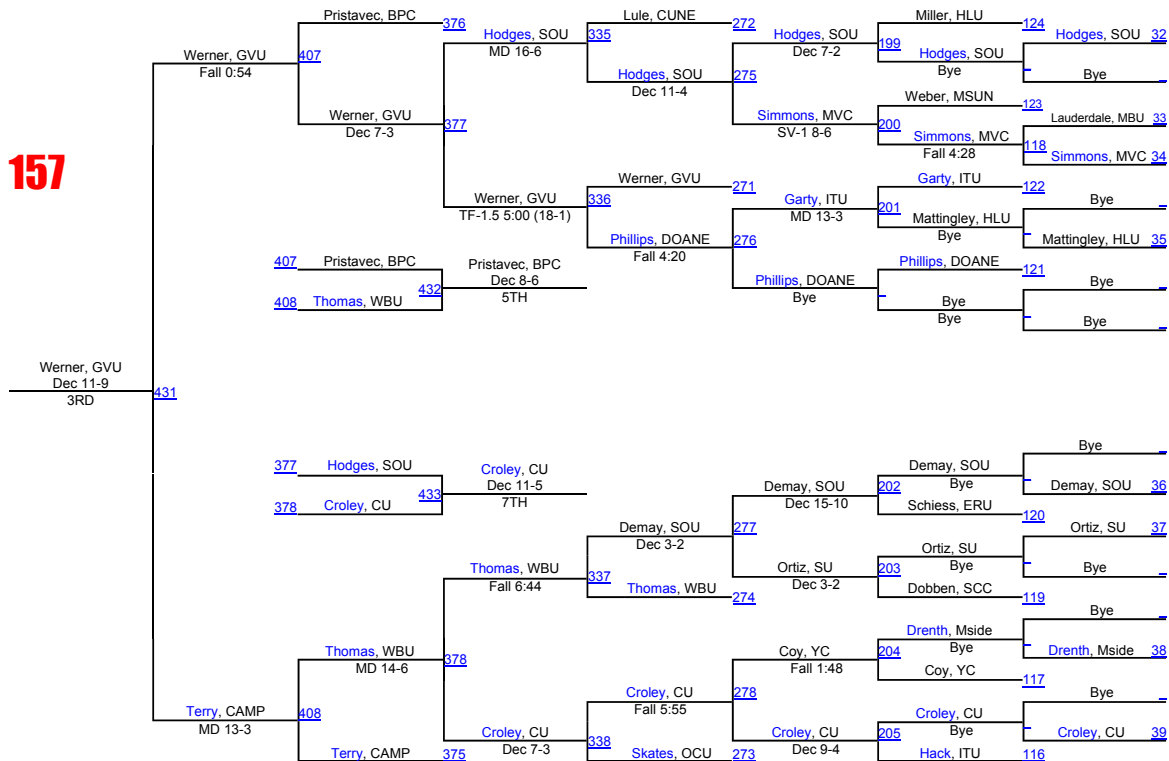 157
Pristavec, BPC 376
Lule, CUNE 272
Miller, HLU 124
Hodges, SOU 335
MD 16-6
Hodges, SOU
Dec 7-2
199
Hodges, SOU 32
Werner, GVU 407
Fall 0:54
Hodges, SOU
Bye
Bye
Hodges, SOU 275
Dec 11-4
Weber, MSUN 123
Werner, GVU 377
Dec 7-3
Simmons, MVC 200
SV-1 8-6
Lauderdale, MBU 33
Simmons, MVC 118
Fall 4:28
Simmons, MVC 34
Werner, GVU 336
TF-1.5 5:00 (18-1)
Werner, GVU 271
Garty, ITU 201
MD 13-3
Garty, ITU 122
Bye
Mattingley, HLU
Bye
Mattingley, HLU 35
Phillips, DOANE 276
Fall 4:20
407 Pristavec, BPC
432
408 Thomas, WBU
Pristavec, BPC
Dec 8-6
5TH
Phillips, DOANE
Bye
Phillips, DOANE 121
Bye
Bye
Bye
Bye
Werner, GVU
Dec 11-9
3RD
431
377 Hodges, SOU
433
378 Croley, CU
Croley, CU
Dec 11-5
7TH
Bye
Demay, SOU
Bye
Demay, SOU 36
Demay, SOU 202
Dec 15-10
Schiess, ERU 120
Demay, SOU 277
Dec 3-2
Ortiz, SU 37
Ortiz, SU
Bye
Bye
Ortiz, SU 203
Dec 3-2
Dobben, SCC 119
Thomas, WBU 337
Fall 6:44
Thomas, WBU 274
Bye
Drenth, Mside
Bye
Drenth, Mside 38
Thomas, WBU 378
MD 14-6
Coy, YC 204
Fall 1:48
Coy, YC 117
Croley, CU 278
Fall 5:55
Bye
Croley, CU
Bye
Croley, CU 39
Terry, CAMP 408
MD 13-3
Croley, CU 338
Dec 7-3
Croley, CU 205
Dec 9-4
Terry, CAMP 375
Skates, OCU 273
Hack, ITU 116